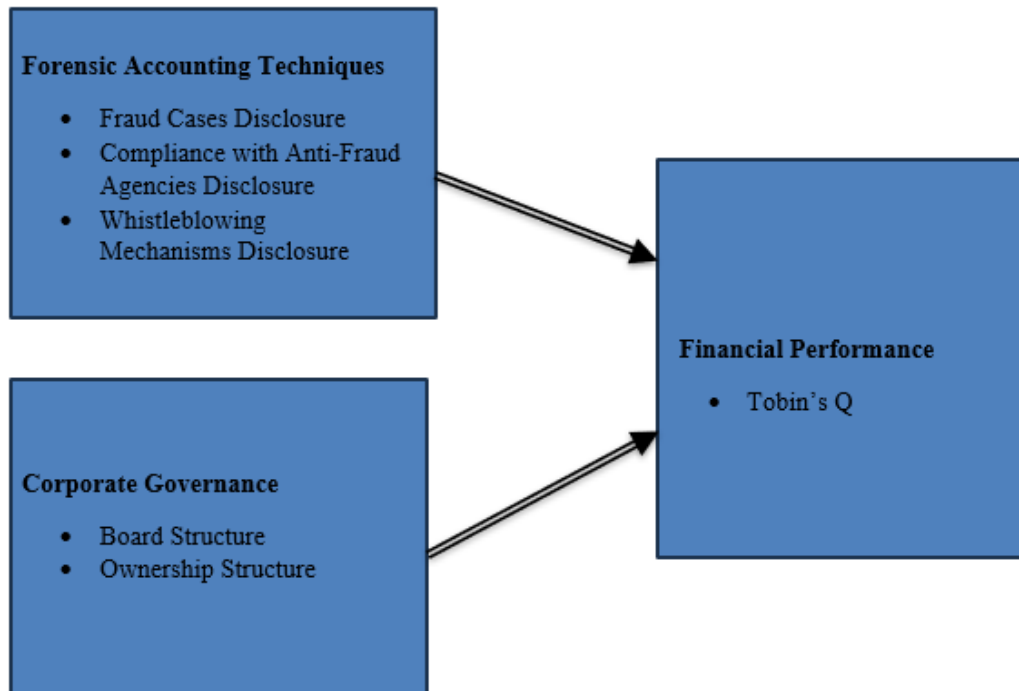 Forensic Accounting Techniques
• Fraud Cases Disclosure
• Compliance with Anti-Fraud
Agencies Disclosure
• Whistleblowing
Mechanisms Disclosure
Corporate Governance
• Board Structure
• Ownership Structure
Financial Performance
• Tobin’s Q